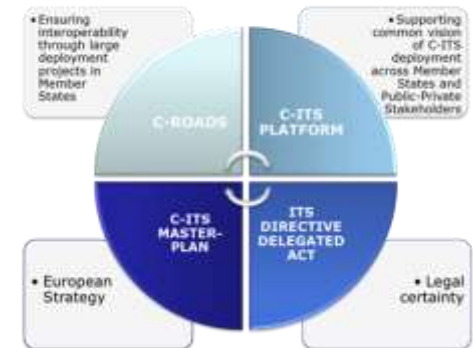 • Ensuring
interoperability
through large
deployment
projects in
Member
States
• Supporting
common vision
of C-ITS
deployment
across Member
States and
Public-Private
Stakeholders
C-ROADS
C-ITS
PLATFORM
C-ITS
MASTER-
PLAN
ITS
DIRECTIVE
DELEGATED
ACT
• European
Strategy
• Legal
certainty